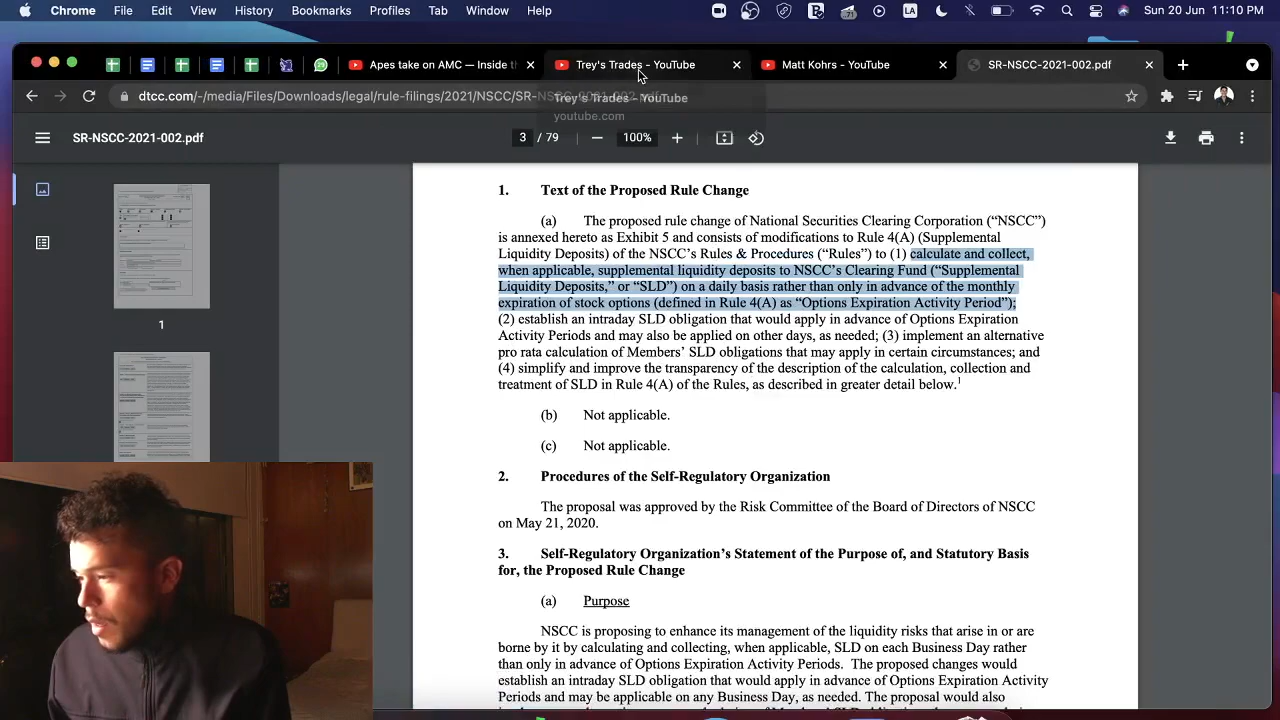 Chrome File Edit View History Bookmarks Profiles Tab Window Help
71 LA Sun 20 Jun 11:10 PM
Apes take on AMC — Inside th
Trey's Trades - YouTube
Matt Kohrs - YouTube
SR-NSCC-2021-002.pdf
dtcc.com/-/media/Files/Downloads/legal/rule-filings/2021/NSCC/SR-NSCC-2021-002.pdf
Trey's Trades – YouTube
youtube.com
SR-NSCC-2021-002.pdf
3 / 79
100%
1
1. Text of the Proposed Rule Change
(a) The proposed rule change of National Securities Clearing Corporation (“NSCC”)
is annexed hereto as Exhibit 5 and consists of modifications to Rule 4(A) (Supplemental
Liquidity Deposits) of the NSCC’s Rules & Procedures (“Rules”) to (1) calculate and collect,
when applicable, supplemental liquidity deposits to NSCC’s Clearing Fund (“Supplemental
Liquidity Deposits,” or “SLD”) on a daily basis rather than only in advance of the monthly
expiration of stock options (defined in Rule 4(A) as “Options Expiration Activity Period”);
(2) establish an intraday SLD obligation that would apply in advance of Options Expiration
Activity Periods and may also be applied on other days, as needed; (3) implement an alternative
pro rata calculation of Members’ SLD obligations that may apply in certain circumstances; and
(4) simplify and improve the transparency of the description of the calculation, collection and
treatment of SLD in Rule 4(A) of the Rules, as described in greater detail below.1
(b) Not applicable.
(c) Not applicable.
2. Procedures of the Self-Regulatory Organization
The proposal was approved by the Risk Committee of the Board of Directors of NSCC
on May 21, 2020.
3. Self-Regulatory Organization’s Statement of the Purpose of, and Statutory Basis
for, the Proposed Rule Change
(a) Purpose
NSCC is proposing to enhance its management of the liquidity risks that arise in or are
borne by it by calculating and collecting, when applicable, SLD on each Business Day rather
than only in advance of Options Expiration Activity Periods. The proposed changes would
establish an intraday SLD obligation that would apply in advance of Options Expiration Activity
Periods and may be applicable on any Business Day, as needed. The proposal would also